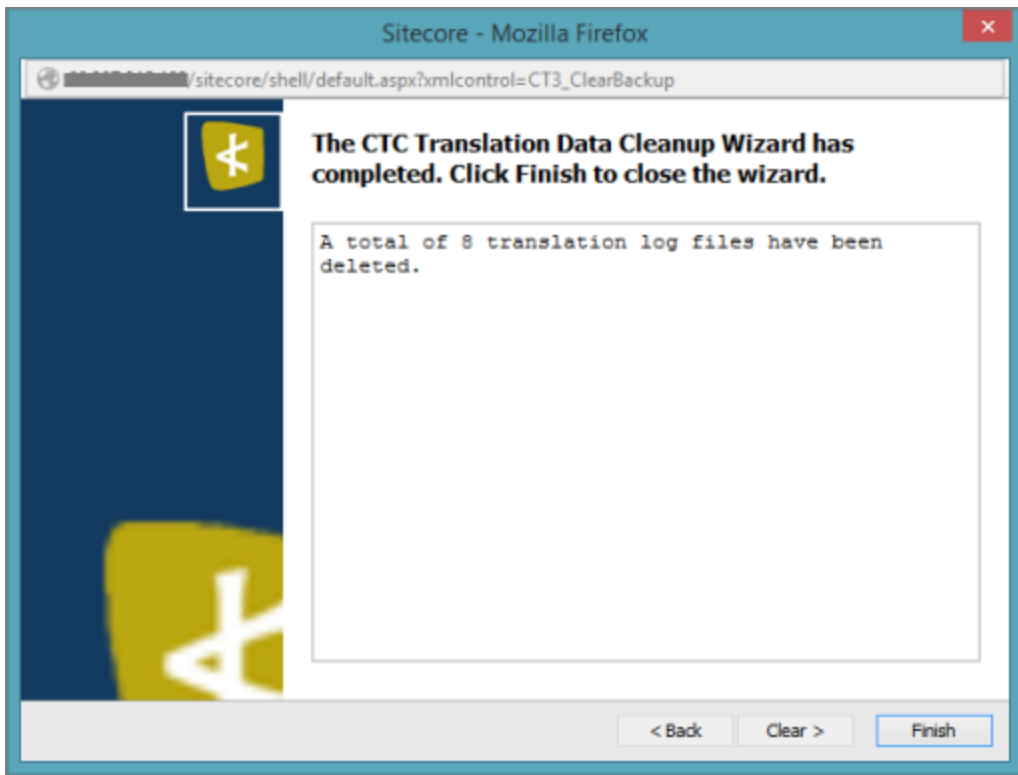 Sitecore - Mozilla Firefox
/sitecore/shell/default.aspx?xmlcontrol=CT3_ClearBackup
The CTC Translation Data Cleanup Wizard has
completed. Click Finish to close the wizard.
A total of 8 translation log files have been
deleted.
< Back
Clear >
Finish